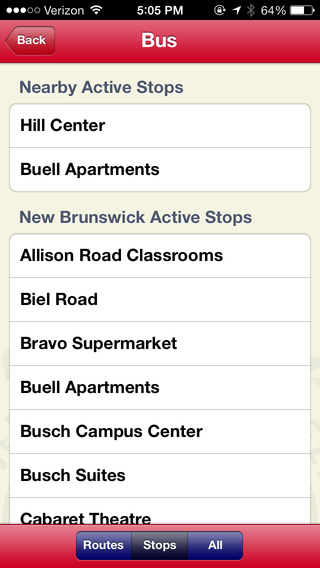 Verizon 5:05 PM 64%
Back Bus
Nearby Active Stops
Hill Center
Buell Apartments
New Brunswick Active Stops
Allison Road Classrooms
Biel Road
Bravo Supermarket
Buell Apartments
Busch Campus Center
Busch Suites
Cabaret Theatre
Routes Stops All